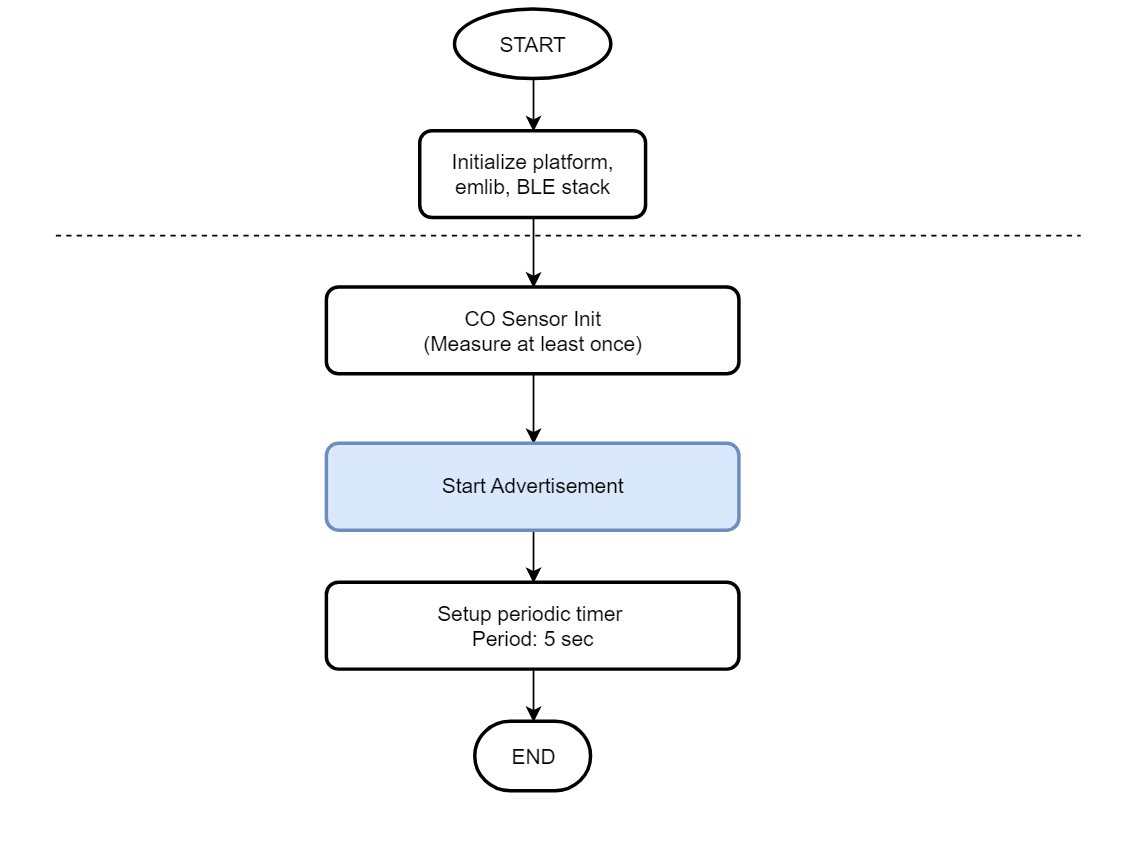 START
Initialize platform,
emlib, BLE stack
CO Sensor Init
(Measure at least once)
Start Advertisement
Setup periodic timer
Period: 5 sec
END